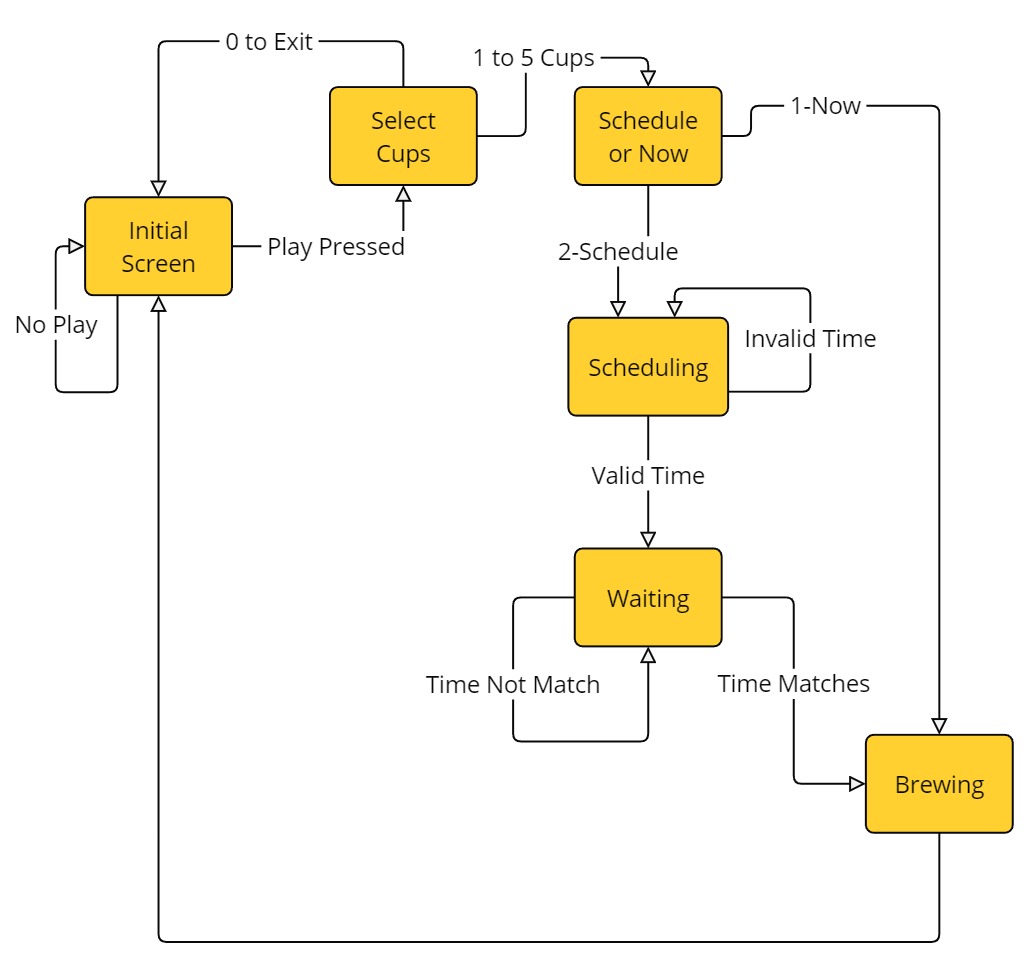 0 to Exit
1 to 5 Cups
Select
Cups
Schedule
or Now
1-Now
Initial
Screen
Play Pressed
2-Schedule
No Play
Invalid Time
Scheduling
Valid Time
Waiting
Time Not Match
Time Matches
Brewing